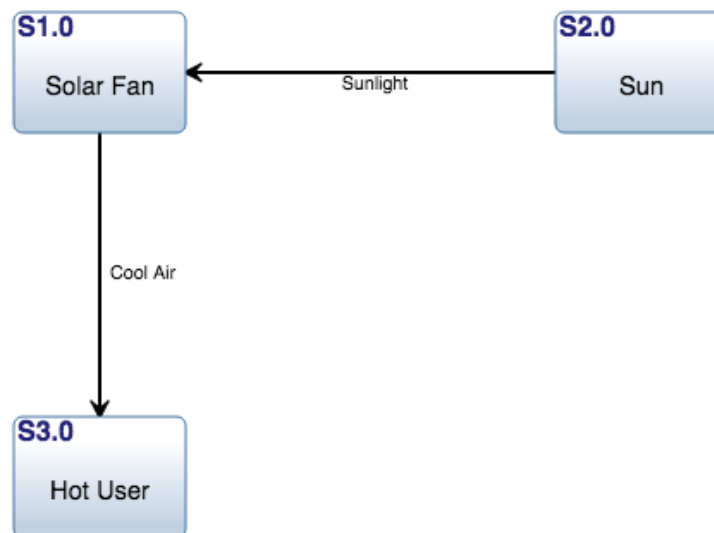 S1.0
Solar Fan
S2.0
Sun
Sunlight
Cool Air
S3.0
Hot User